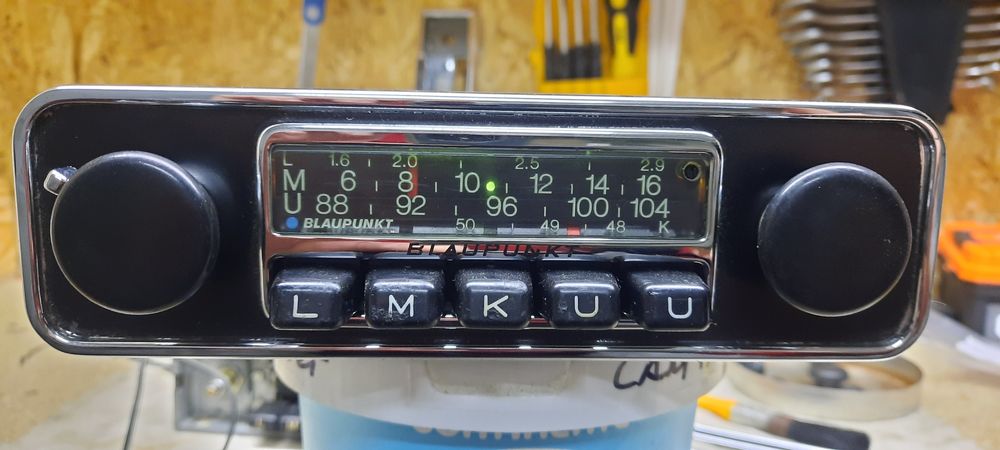 L 1.6 2.0 2.5 2.9
M 6 8 10 12 14 16
U 88 92 96 100 104
BLAUPUNKT 50 49 48 K
BLAUPUNKT
L M K U U